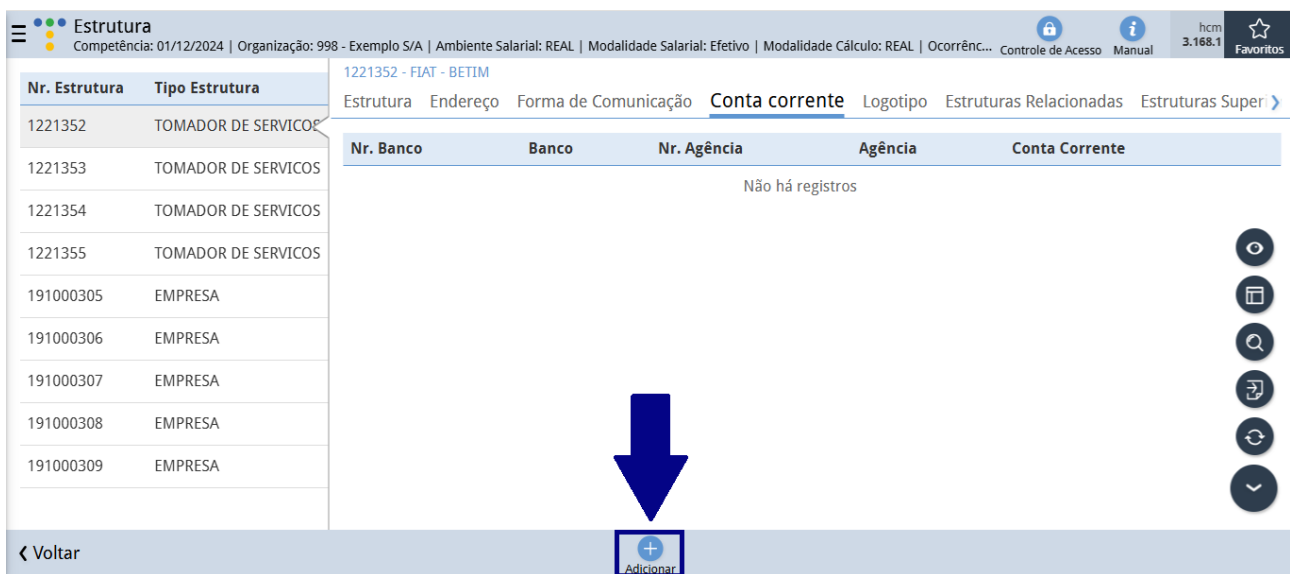 Estrutura
Competência: 01/12/2024 | Organização: 998 - Exemplo S/A | Ambiente Salarial: REAL | Modalidade Salarial: Efetivo | Modalidade Cálculo: REAL | Ocorrênc...
Controle de Acesso
Manual
hcm
3.168.1
Favoritos
Nr. Estrutura Tipo Estrutura
1221352 TOMADOR DE SERVICOS
1221353 TOMADOR DE SERVICOS
1221354 TOMADOR DE SERVICOS
1221355 TOMADOR DE SERVICOS
191000305 EMPRESA
191000306 EMPRESA
191000307 EMPRESA
191000308 EMPRESA
191000309 EMPRESA
1221352 - FIAT - BETIM
Estrutura Endereço Forma de Comunicação Conta corrente Logotipo Estruturas Relacionadas Estruturas Superi
Nr. Banco Banco Nr. Agência Agência Conta Corrente
Não há registros
Voltar
Adicionar